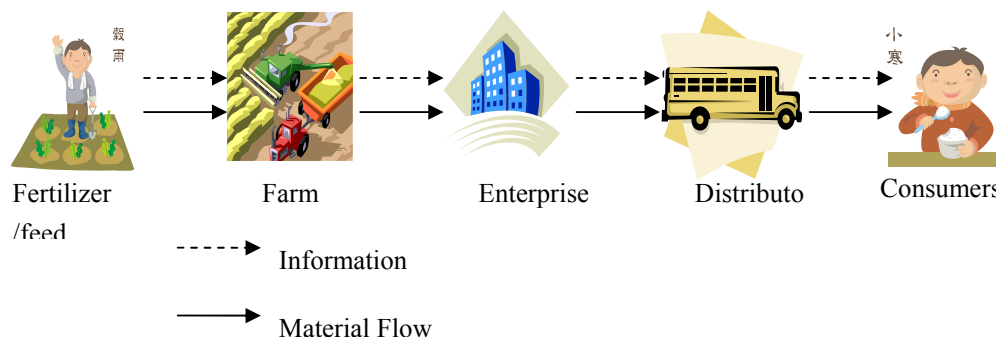 穀雨
小寒
Fertilizer
/feed
Farm
Enterprise
Distributo
Consumers
Information
Material Flow